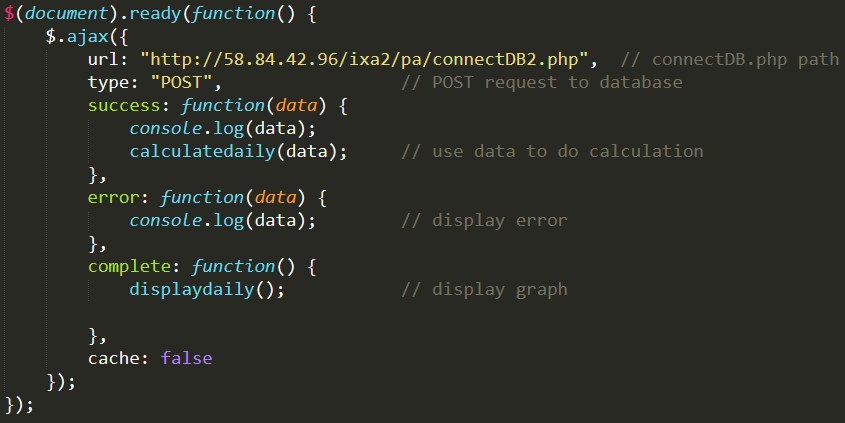 $(document).ready(function() {
    $.ajax({
        url: "http://58.84.42.96/ixa2/pa/connectDB2.php",  // connectDB.php path
        type: "POST",                 // POST request to database
        success: function(data) {
            console.log(data);
            calculatedaily(data);     // use data to do calculation
        },
        error: function(data) {
            console.log(data);        // display error
        },
        complete: function() {
            displaydaily();           // display graph

        },
        cache: false
    });
});